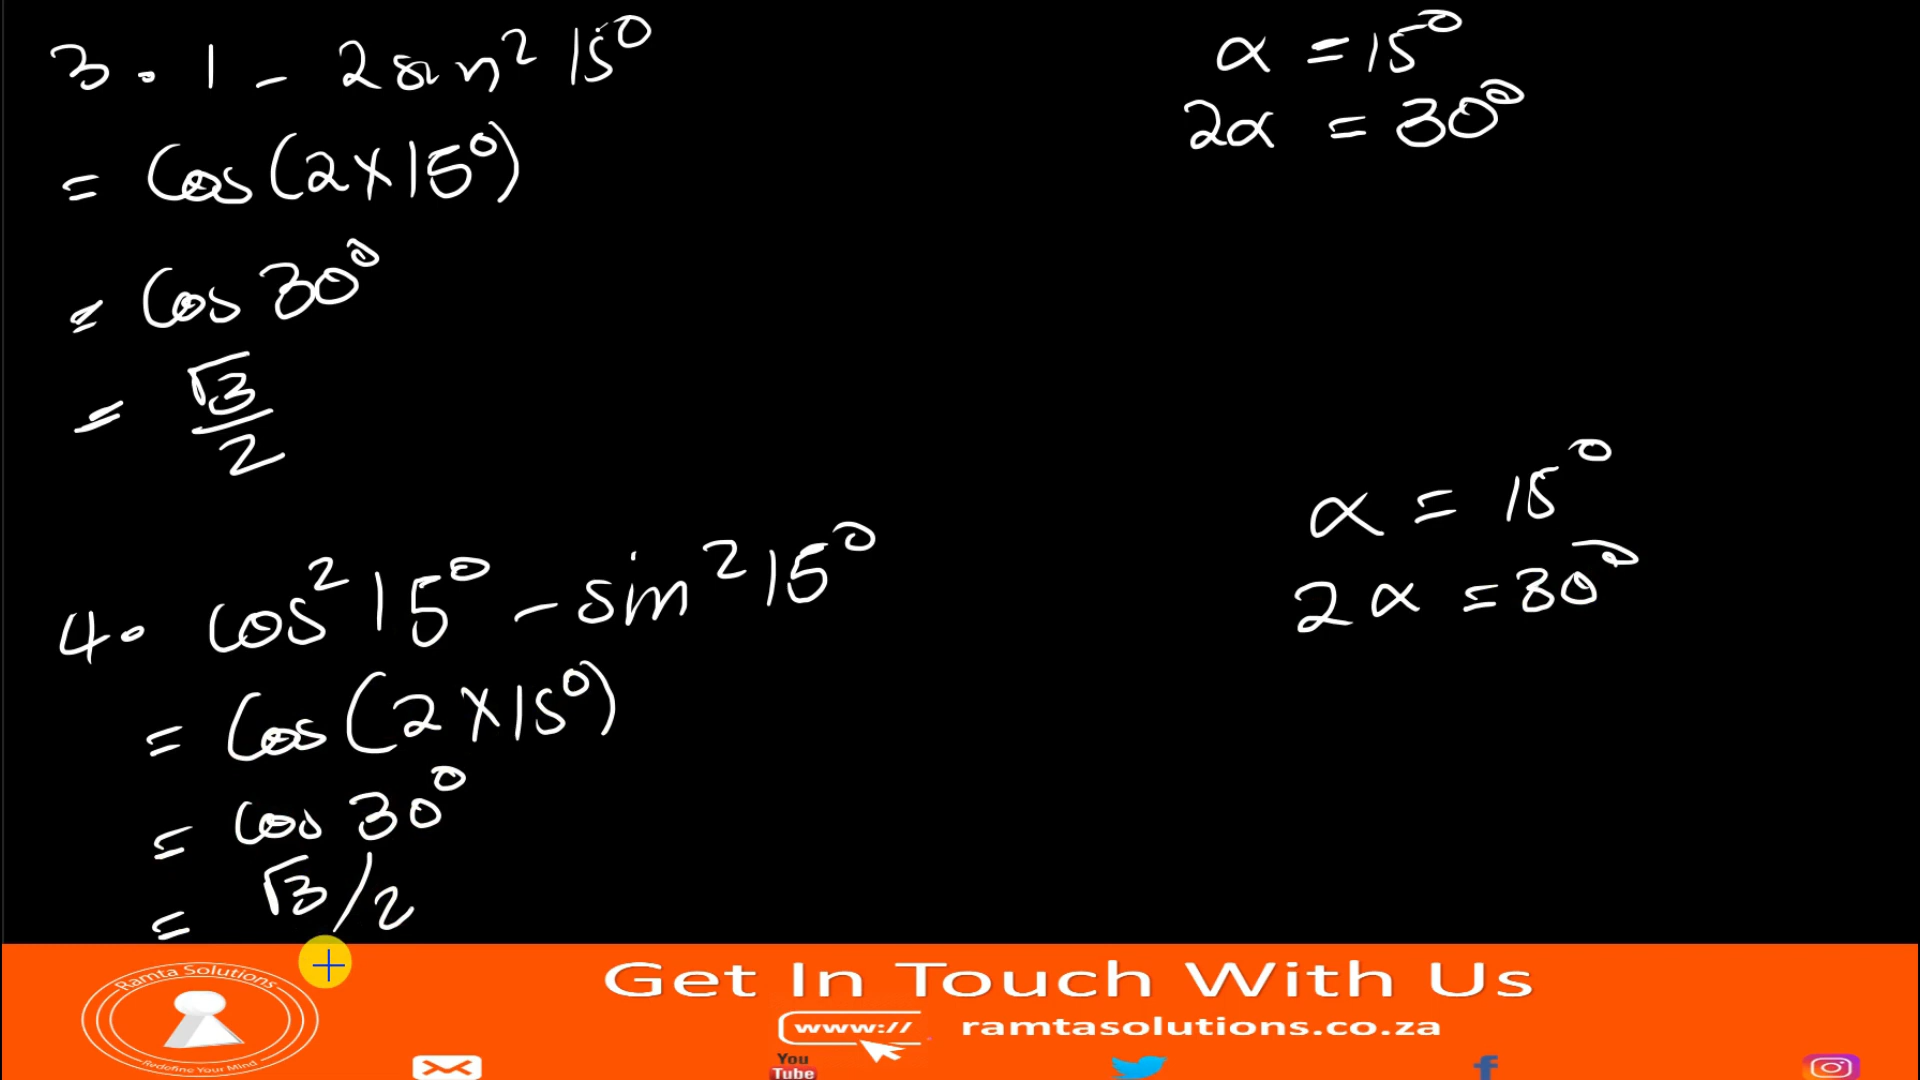 3. 1 - 2sin² 15°
= Cos(2×15°)
= Cos 30°
= √3/2
α = 15°
2α = 30°
4. cos² 15° - sin² 15°
= Cos(2×15°)
= cos 30°
= √3/2
α = 15°
2α = 30°
Ramta Solutions
Redefine Your Mind
Get In Touch With Us
www:// ramtasolutions.co.za
You
Tube
f